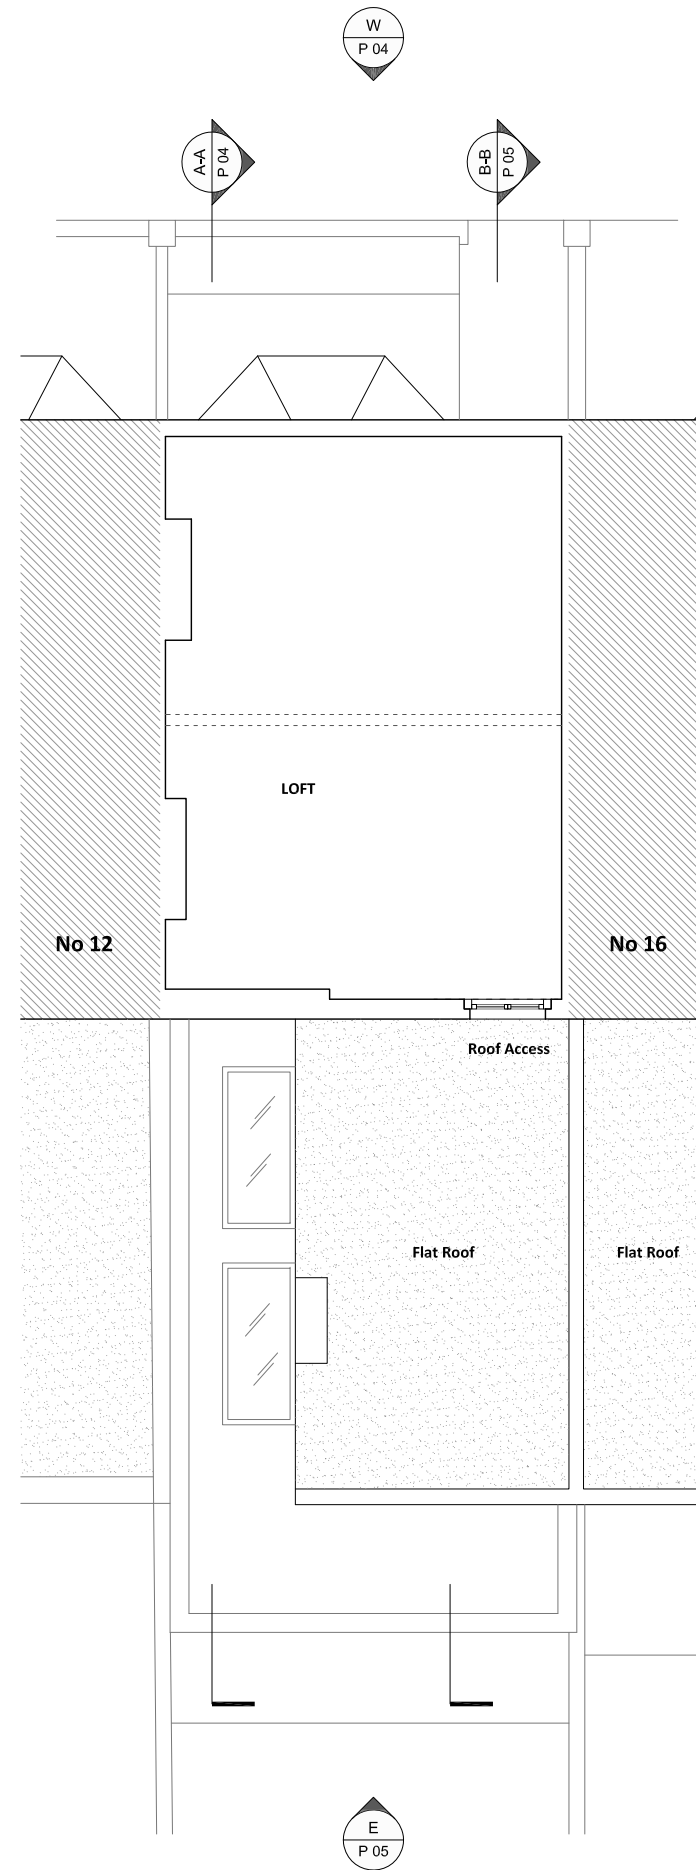 W
P 04
A-A
P 04
B-B
P 05
LOFT
No 12
No 16
Roof Access
Flat Roof
Flat Roof
E
P 05